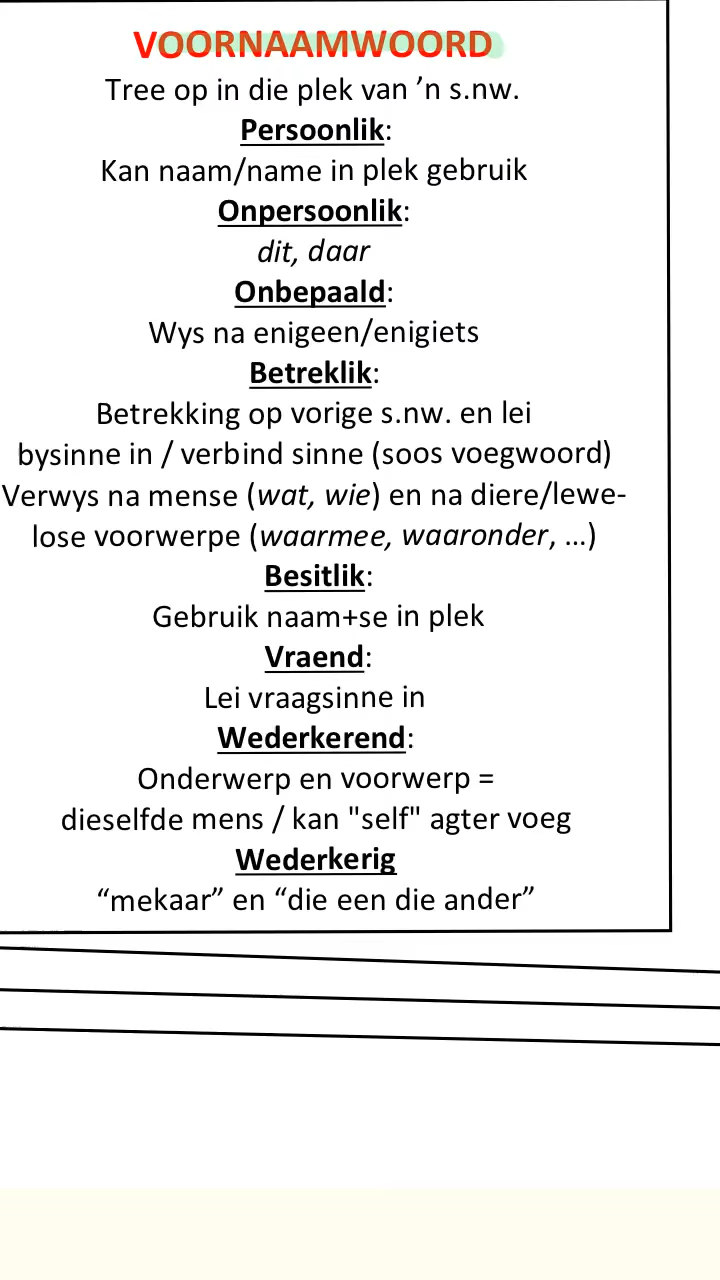 VOORNAAMWOORD
Tree op in die plek van ’n s.nw.
Persoonlik:
Kan naam/name in plek gebruik
Onpersoonlik:
dit, daar
Onbepaald:
Wys na enigeen/enigiets
Betreklik:
Betrekking op vorige s.nw. en lei
bysinne in / verbind sinne (soos voegwoord)
Verwys na mense (wat, wie) en na diere/lewe-
lose voorwerpe (waarmee, waaronder, ...)
Besitlik:
Gebruik naam+se in plek
Vraend:
Lei vraagsinne in
Wederkerend:
Onderwerp en voorwerp =
dieselfde mens / kan "self" agter voeg
Wederkerig
“mekaar” en “die een die ander”